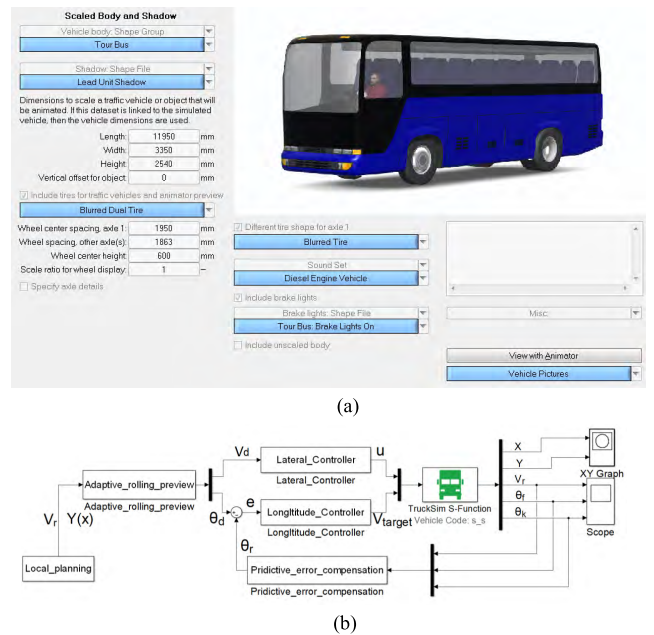 Scaled Body and Shadow
Vehicle body: Shape Group
Tour Bus
Shadow: Shape File
Lead Unit Shadow
Dimensions to scale a traffic vehicle or object that will
be animated. If this dataset is linked to the simulated
vehicle, then the vehicle dimensions are used.
Length: 11950 mm
Width: 3350 mm
Height: 2540 mm
Vertical offset for object: 0 mm
Include tires for traffic vehicles and animator preview
Blurred Dual Tire
Wheel center spacing, axle 1: 1950 mm
Wheel spacing, other axle(s): 1863 mm
Wheel center height: 600 mm
Scale ratio for wheel display: 1 –
Specify axle details
Different tire shape for axle 1
Blurred Tire
Sound Set
Diesel Engine Vehicle
Include brake lights
Brake lights: Shape File
Tour Bus: Brake Lights On
Include unscaled body
Misc:
View with Animator
Vehicle Pictures
(a)
Local_planning
Vr Y(x)
Adaptive_rolling_preview
Adaptive_rolling_preview
Vd
θd
e
θr
Lateral_Controller
Lateral_Controller
u
Longltitude_Controller
Longltitude_Controller
Vtarget
Pridictive_error_compensation
Pridictive_error_compensation
TruckSim S-Function
Vehicle Code: s_s
X
Y
Vr
θf
θk
XY Graph
Scope
(b)